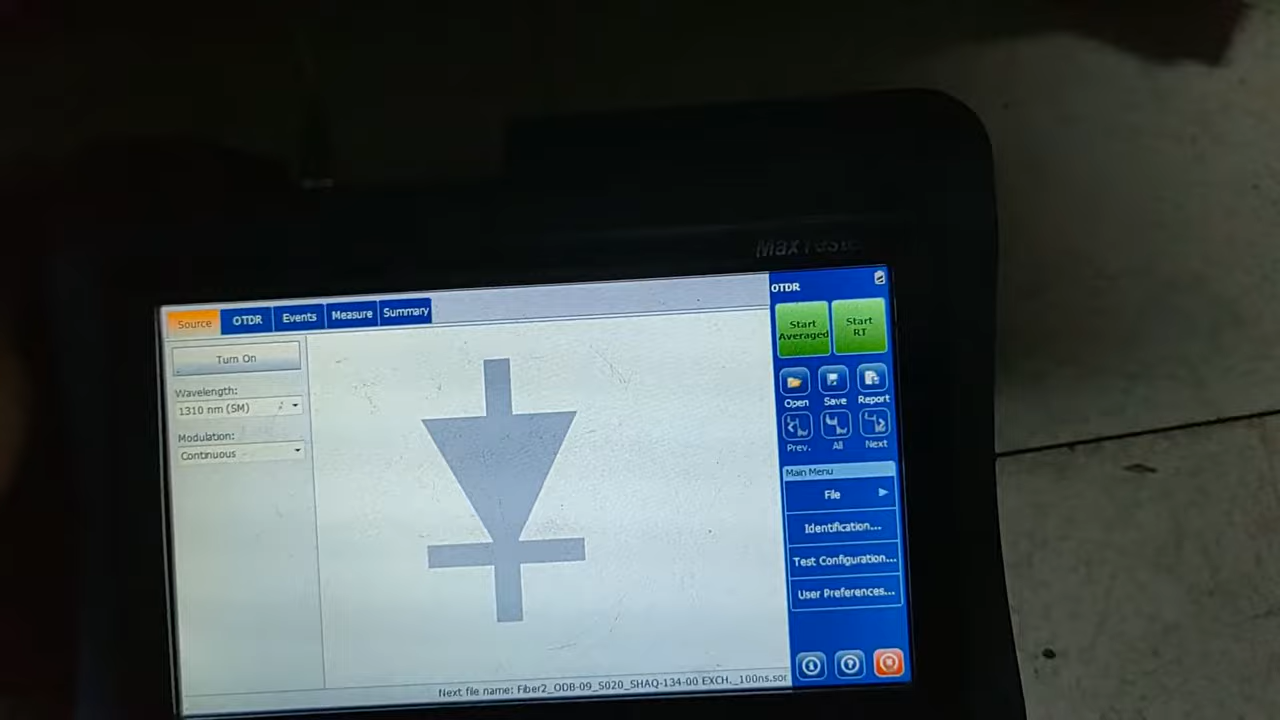 MaxTester
OTDR
Source OTDR Events Measure Summary
Start Averaged
Start RT
Turn On
Wavelength:
1310 nm (SM)
Modulation:
Continuous
Open Save Report
Prev. All Next
Main Menu
File
Identification...
Test Configuration...
User Preferences...
Next file name: Fiber2_ODB-09_S020_SHAQ-134-00 EXCH._100ns.sor